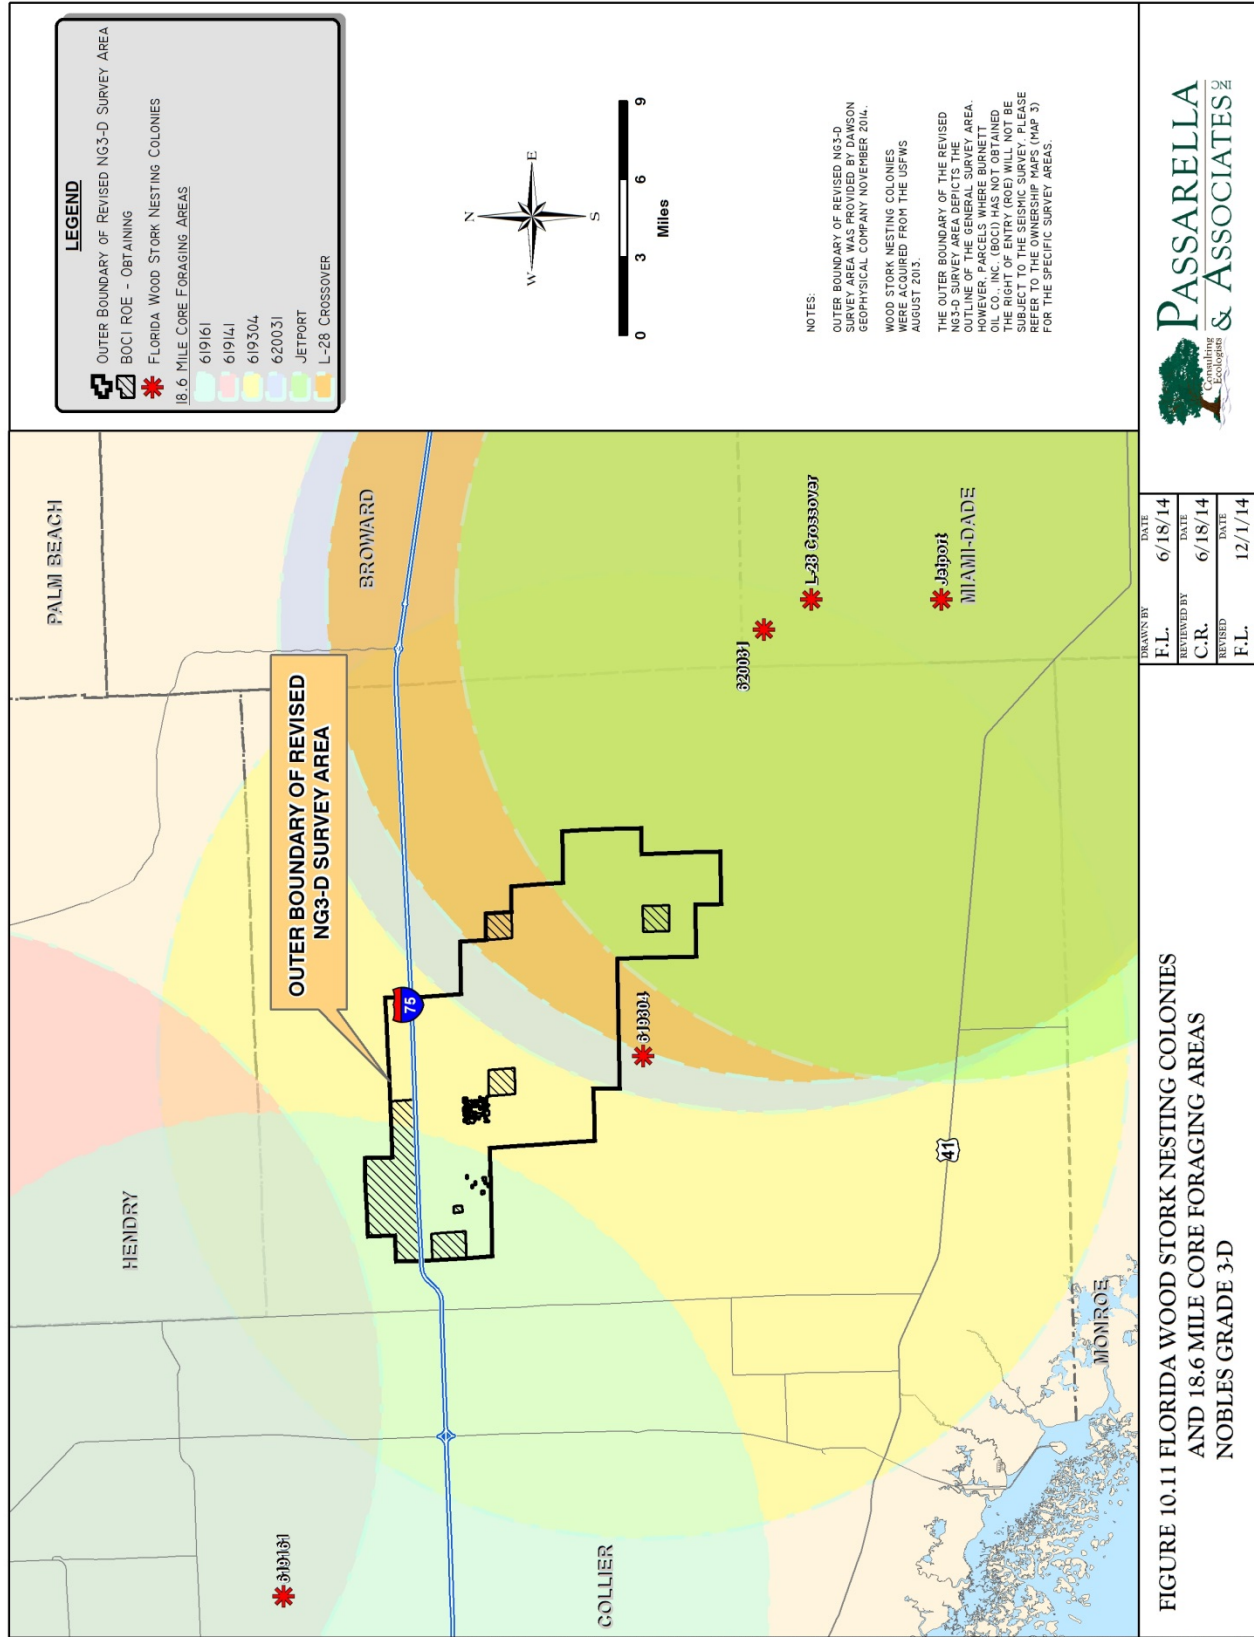 LEGEND
OUTER BOUNDARY OF REVISED NG3-D SURVEY AREA
BOCI ROE - OBTAINING
FLORIDA WOOD STORK NESTING COLONIES
18.6 MILE CORE FORAGING AREAS
619161
619141
619304
620031
JETPORT
L-28 CROSSOVER
N
W
E
S
0
3
6
9
Miles
NOTES:
OUTER BOUNDARY OF REVISED NG3-D
SURVEY AREA WAS PROVIDED BY DAWSON
GEOPHYSICAL COMPANY NOVEMBER 2014.
WOOD STORK NESTING COLONIES
WERE ACQUIRED FROM THE USFWS
AUGUST 2013.
THE OUTER BOUNDARY OF THE REVISED
NG3-D SURVEY AREA DEPICTS THE
OUTLINE OF THE GENERAL SURVEY AREA.
HOWEVER, PARCELS WHERE BURNETT
OIL CO., INC. (BOCI) HAS NOT OBTAINED
THE RIGHT OF ENTRY (ROE) WILL NOT BE
SUBJECT TO THE SEISMIC SURVEY. PLEASE
REFER TO THE OWNERSHIP MAPS (MAP 3)
FOR THE SPECIFIC SURVEY AREAS.
PALM BEACH
HENDRY
BROWARD
OUTER BOUNDARY OF REVISED
NG3-D SURVEY AREA
75
619161
619304
620031
L-28 Crossover
Jetport
MIAMI-DADE
COLLIER
41
MONROE
FIGURE 10.11 FLORIDA WOOD STORK NESTING COLONIES
AND 18.6 MILE CORE FORAGING AREAS
NOBLES GRADE 3-D
DRAWN BY
DATE
F.L.
6/18/14
REVIEWED BY
DATE
C.R.
6/18/14
REVISED
DATE
F.L.
12/1/14
Consulting
Ecologists
PASSARELLA
& ASSOCIATES INC